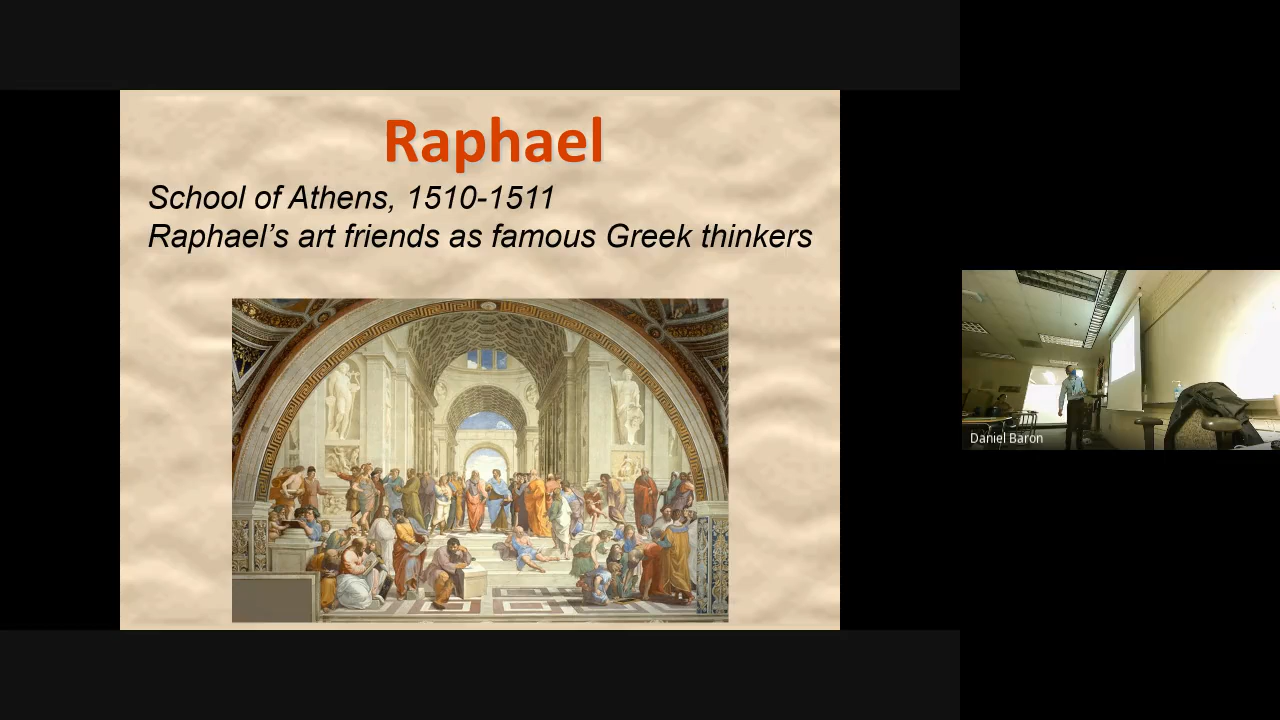 Raphael
School of Athens, 1510-1511
Raphael’s art friends as famous Greek thinkers
Daniel Baron